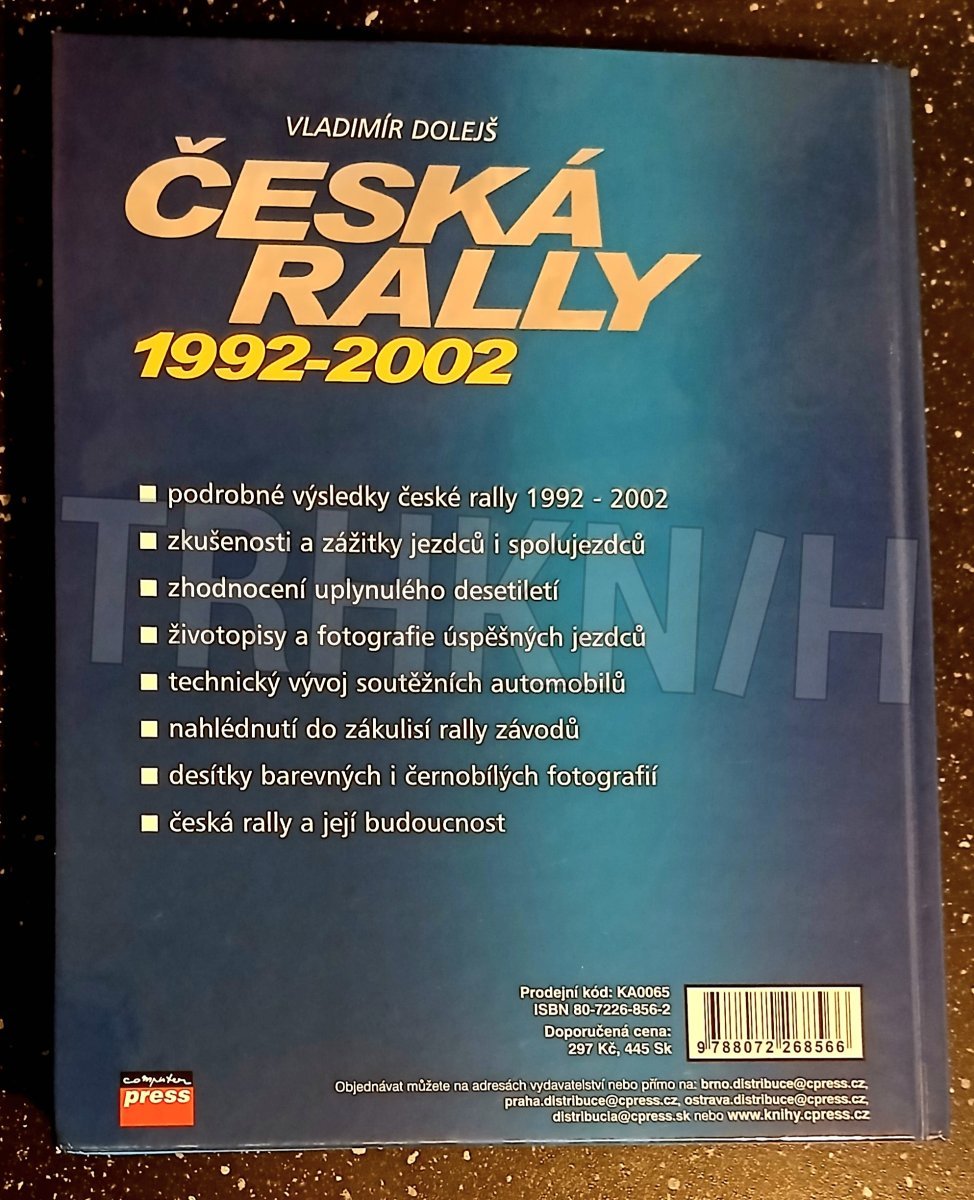 VLADIMÍR DOLEJŠ
ČESKÁ
RALLY
1992-2002
podrobné výsledky české rally 1992 - 2002
zkušenosti a zážitky jezdců i spolujezdců
zhodnocení uplynulého desetiletí
životopisy a fotografie úspěšných jezdců
technický vývoj soutěžních automobilů
nahlédnutí do zákulisí rally závodů
desítky barevných i černobílých fotografií
česká rally a její budoucnost
TRHKN/H
Prodejní kód: KA0065
ISBN 80-7226-856-2
Doporučená cena:
297 Kč, 445 Sk
9 788072 268566
computer
press
Objednávat můžete na adresách vydavatelství nebo přímo na: brno.distribuce@cpress.cz,
praha.distribuce@cpress.cz, ostrava.distribuce@cpress.cz,
distribucia@cpress.sk nebo www.knihy.cpress.cz